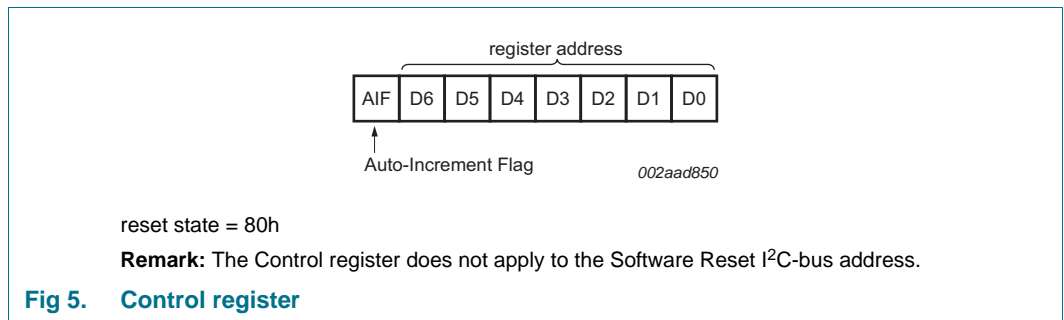 register address
AIF D6 D5 D4 D3 D2 D1 D0
Auto-Increment Flag
002aad850
reset state = 80h
Remark: The Control register does not apply to the Software Reset I²C-bus address.
Fig 5. Control register